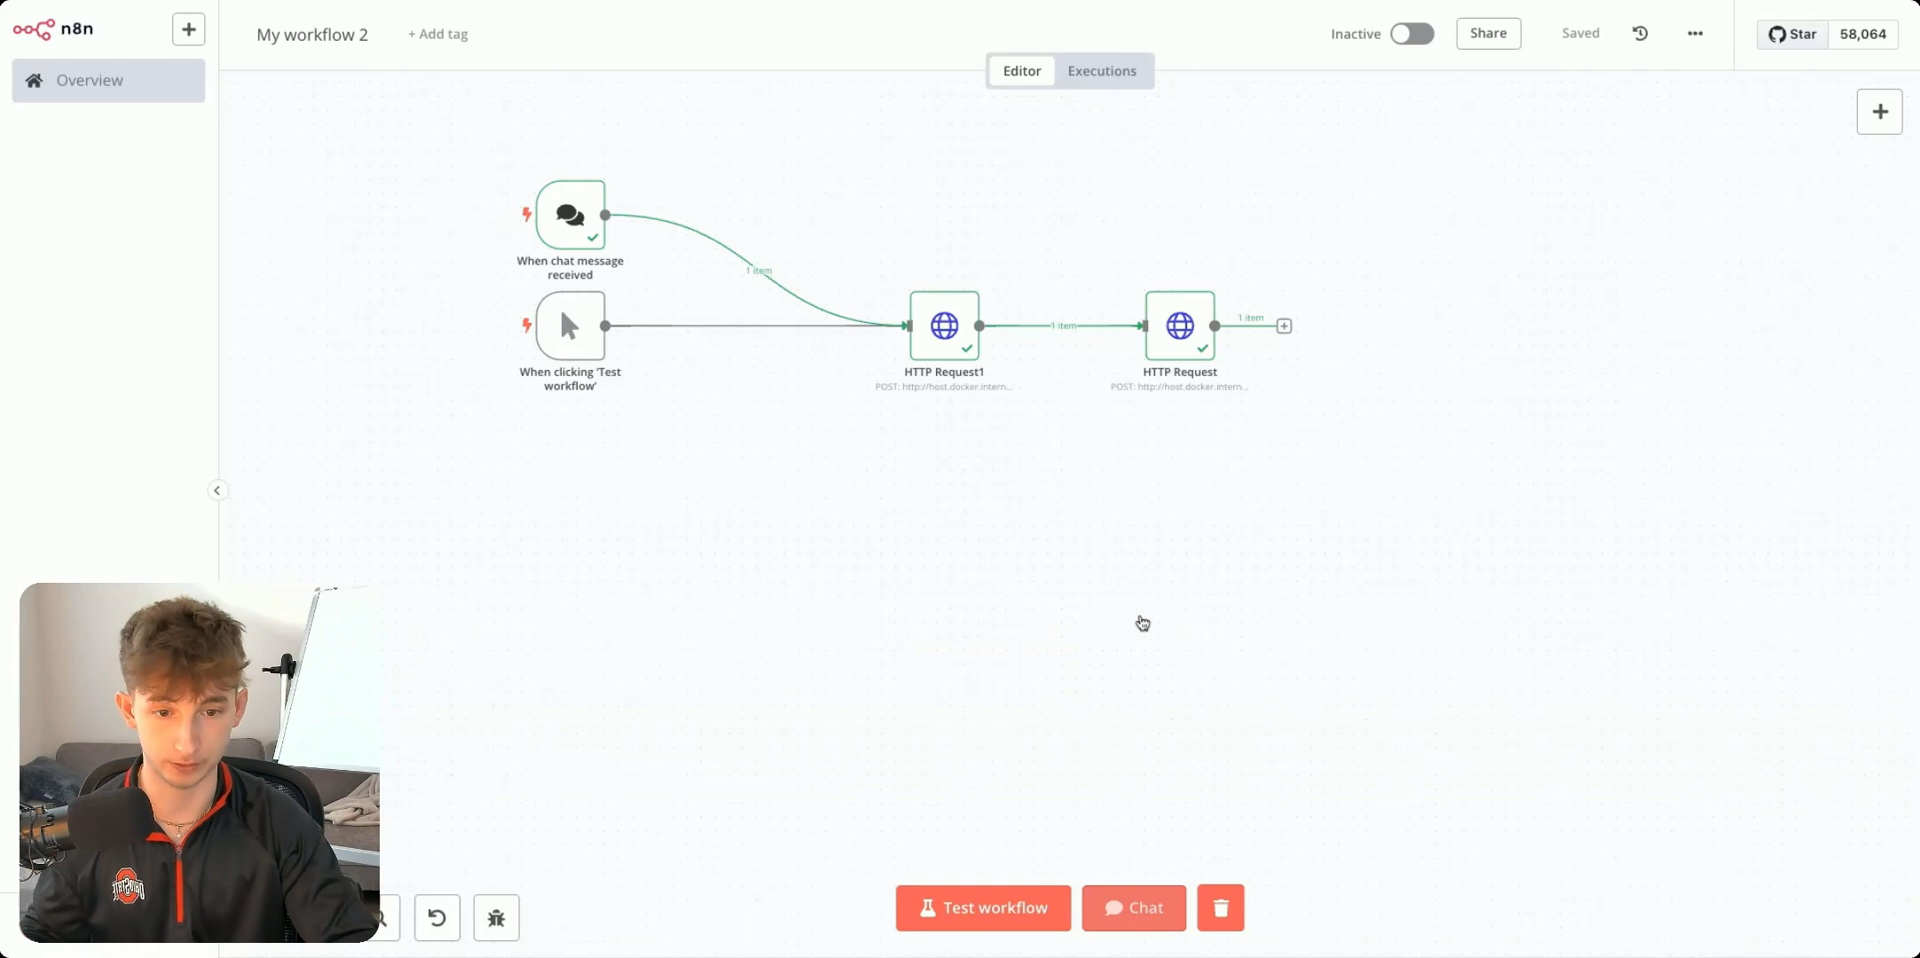 n8n
My workflow 2
+ Add tag
Inactive
Share
Saved
Star
58,064
Overview
Editor
Executions
When chat message
received
1 item
When clicking ‘Test
workflow’
HTTP Request1
POST: http://host.docker.intern...
1 item
HTTP Request
POST: http://host.docker.intern...
1 item
Test workflow
Chat